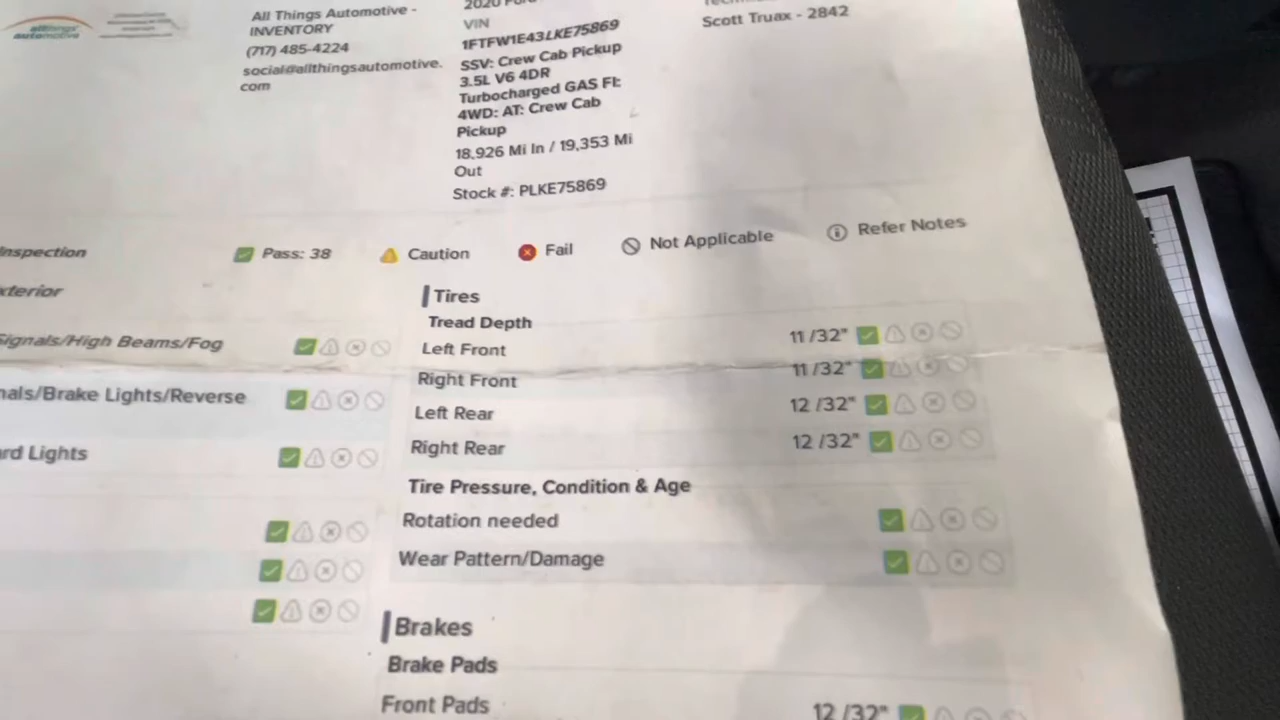 allthings
automotive
All Things Automotive -
INVENTORY
(717) 485-4224
social@allthingsautomotive.
com
2020 Ford
VIN
1FTFW1E43LKE75869
SSV: Crew Cab Pickup
3.5L V6 4DR
Turbocharged GAS FI:
4WD: AT: Crew Cab
Pickup
18,926 Mi In / 19,353 Mi
Out
Stock #: PLKE75869
Scott Truax - 2842
Inspection
Pass: 38
Caution
Fail
Not Applicable
Refer Notes
xterior
Signals/High Beams/Fog
nals/Brake Lights/Reverse
ard Lights
Tires
Tread Depth
Left Front 11 /32"
Right Front 11 /32"
Left Rear 12 /32"
Right Rear 12 /32"
Tire Pressure, Condition & Age
Rotation needed
Wear Pattern/Damage
Brakes
Brake Pads
Front Pads 12 /32"